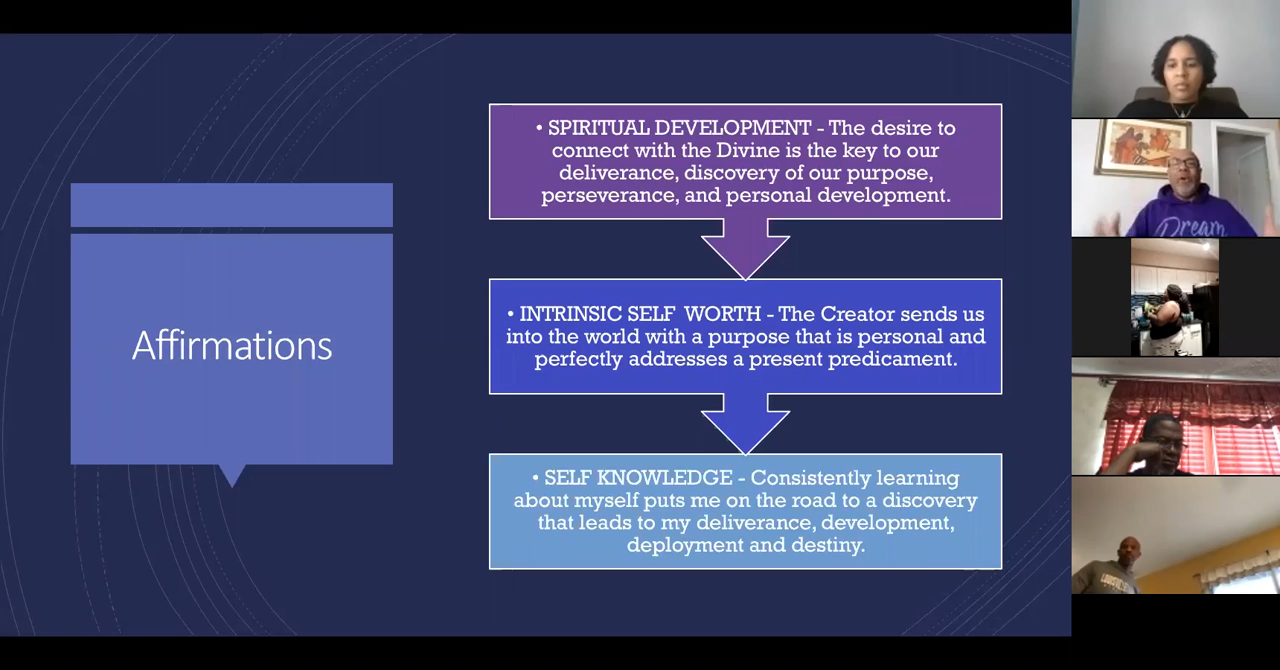 Affirmations
• SPIRITUAL DEVELOPMENT - The desire to
connect with the Divine is the key to our
deliverance, discovery of our purpose,
perseverance, and personal development.
• INTRINSIC SELF  WORTH - The Creator sends us
into the world with a purpose that is personal and
perfectly addresses a present predicament.
• SELF KNOWLEDGE - Consistently learning
about myself puts me on the road to a discovery
that leads to my deliverance, development,
deployment and destiny.
Dream